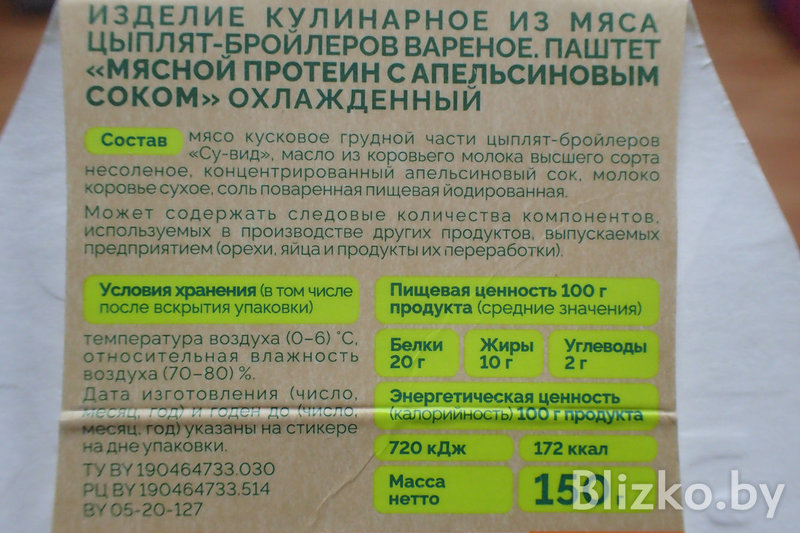 ИЗДЕЛИЕ КУЛИНАРНОЕ ИЗ МЯСА
ЦЫПЛЯТ-БРОЙЛЕРОВ ВАРЕНОЕ. ПАШТЕТ
«МЯСНОЙ ПРОТЕИН С АПЕЛЬСИНОВЫМ
СОКОМ» ОХЛАЖДЕННЫЙ
Состав мясо кусковое грудной части цыплят-бройлеров
«Су-вид», масло из коровьего молока высшего сорта
несоленое, концентрированный апельсиновый сок, молоко
коровье сухое, соль поваренная пищевая йодированная.
Может содержать следовые количества компонентов,
используемых в производстве других продуктов, выпускаемых
предприятием (орехи, яйца и продукты их переработки).
Условия хранения (в том числе
после вскрытия упаковки)
температура воздуха (0-6) °С,
относительная влажность
воздуха (70-80) %.
Дата изготовления (число,
месяц, год) и годен до (число,
месяц, год) указаны на стикере
на дне упаковки.
ТУ BY 190464733.030
РЦ BY 190464733.514
BY 05-20-127
Пищевая ценность 100 г
продукта (средние значения)
Белки
20 г
Жиры
10 г
Углеводы
2 г
Энергетическая ценность
(калорийность) 100 г продукта
720 кДж
172 ккал
Масса
нетто
150
Blizko.by